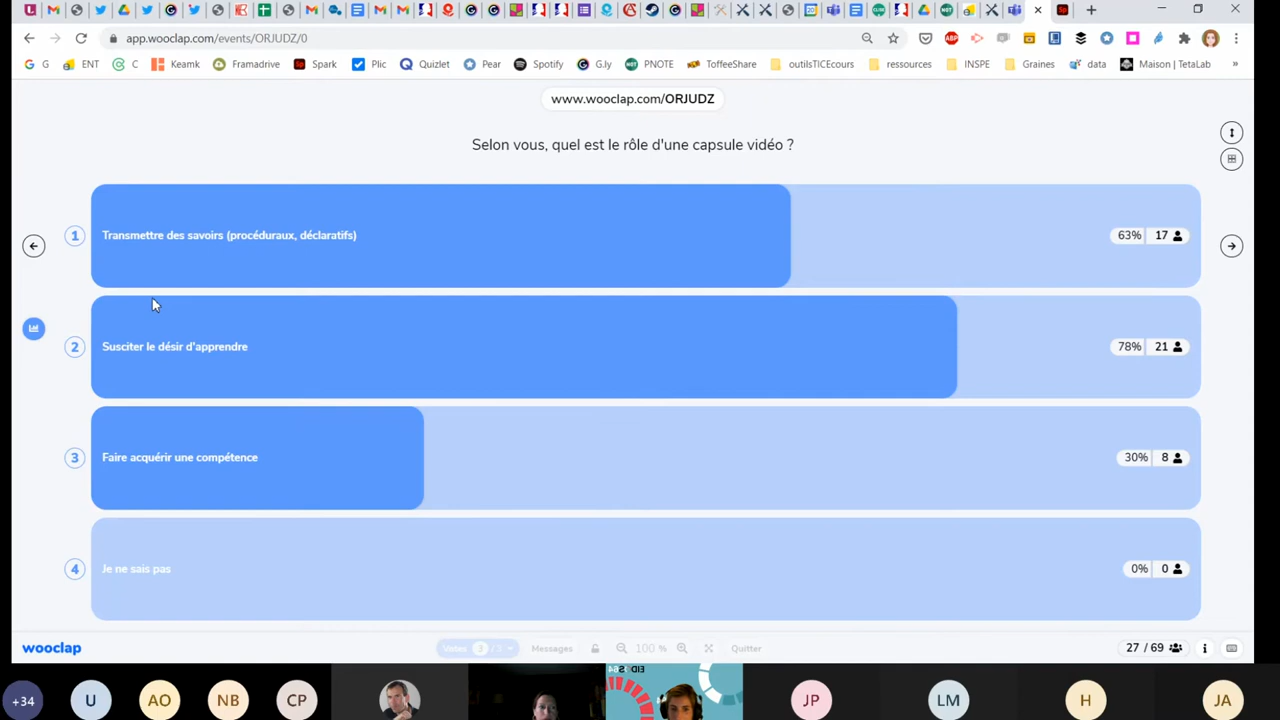 app.wooclap.com/events/ORJUDZ/0
G
ENT
C
Keamk
Framadrive
Spark
Plic
Quizlet
Pear
Spotify
G.ly
PNOTE
ToffeeShare
outilsTICEcours
ressources
INSPE
Graines
data
Maison | TetaLab
»
www.wooclap.com/ORJUDZ
Selon vous, quel est le rôle d'une capsule vidéo ?
1 Transmettre des savoirs (procéduraux, déclaratifs) 63% 17
2 Susciter le désir d'apprendre 78% 21
3 Faire acquérir une compétence 30% 8
4 Je ne sais pas 0% 0
wooclap
Votes
Messages
100 %
Quitter
27 / 69
+34
U
AO
NB
CP
JP
LM
H
JA